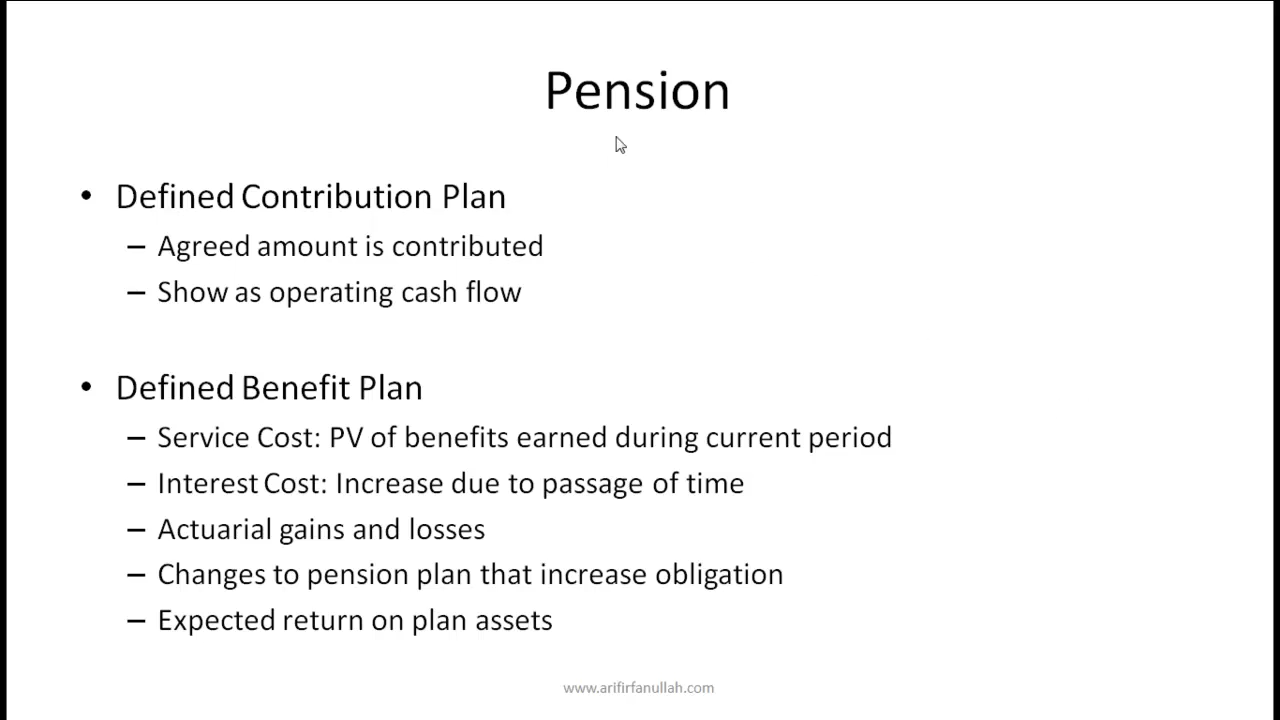 Pension
• Defined Contribution Plan
– Agreed amount is contributed
– Show as operating cash flow
• Defined Benefit Plan
– Service Cost: PV of benefits earned during current period
– Interest Cost: Increase due to passage of time
– Actuarial gains and losses
– Changes to pension plan that increase obligation
– Expected return on plan assets
www.arifirfanullah.com